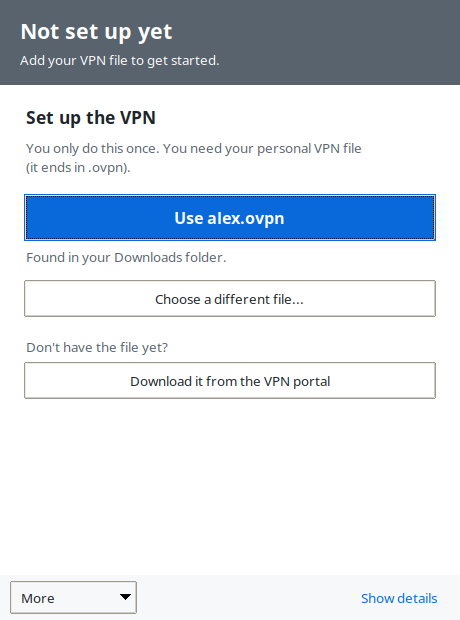 Not set up yet
Add your VPN file to get started.
Set up the VPN
You only do this once. You need your personal VPN file
(it ends in .ovpn).
Use alex.ovpn
Found in your Downloads folder.
Choose a different file...
Don't have the file yet?
Download it from the VPN portal
More
Show details